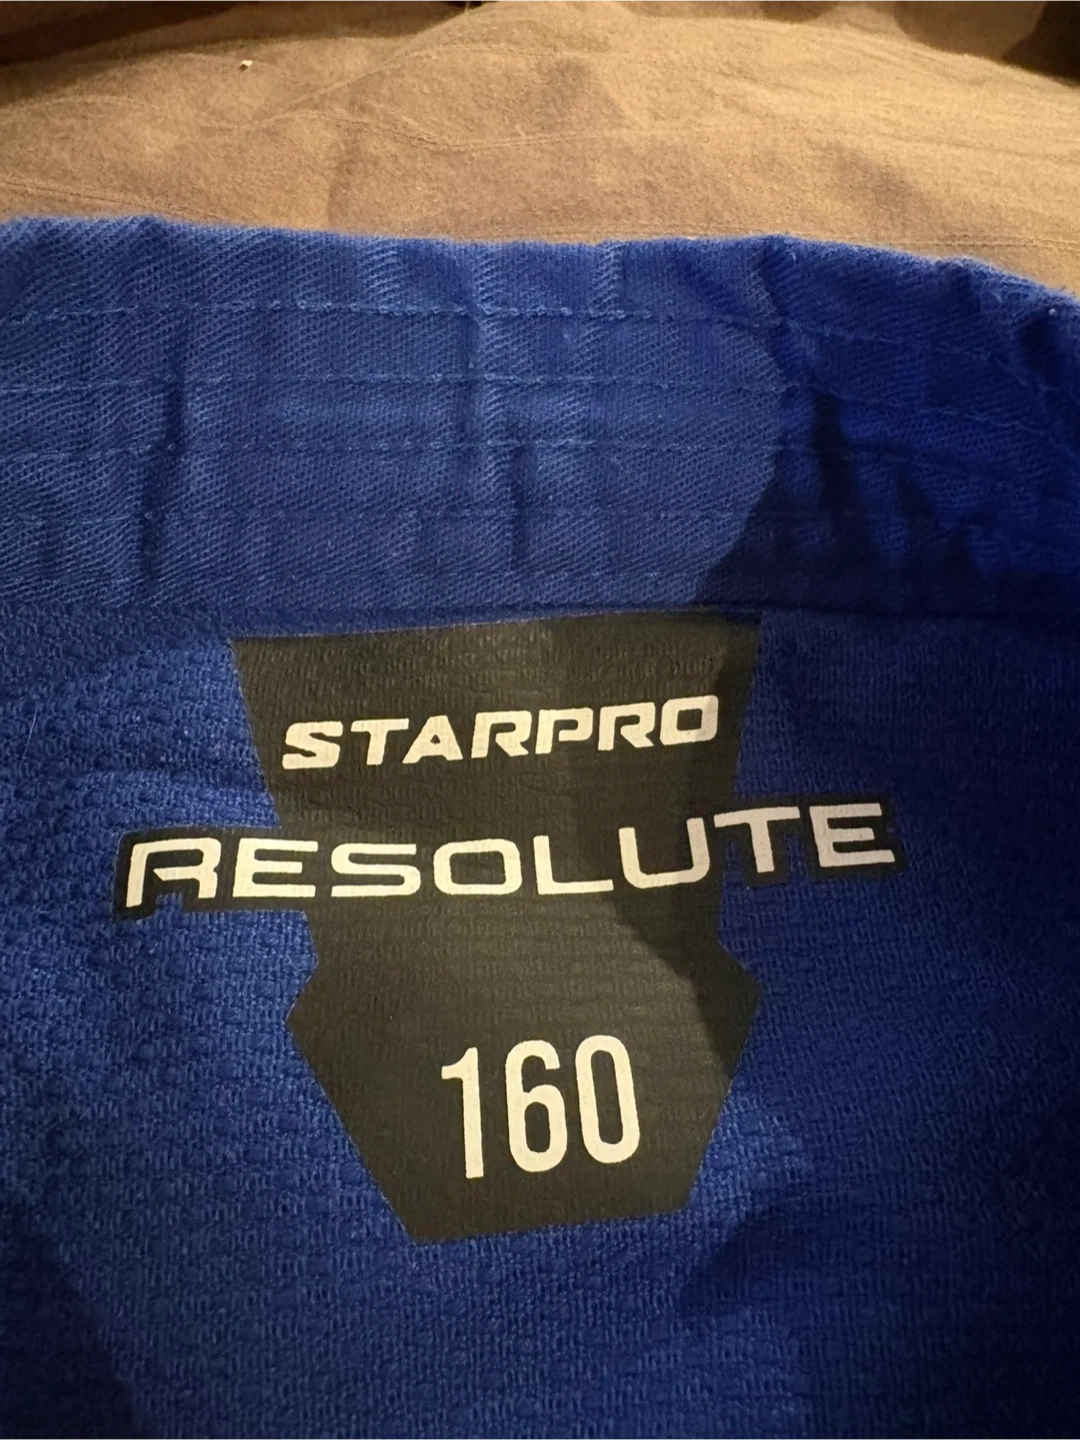 STARPRO
RESOLUTE
160